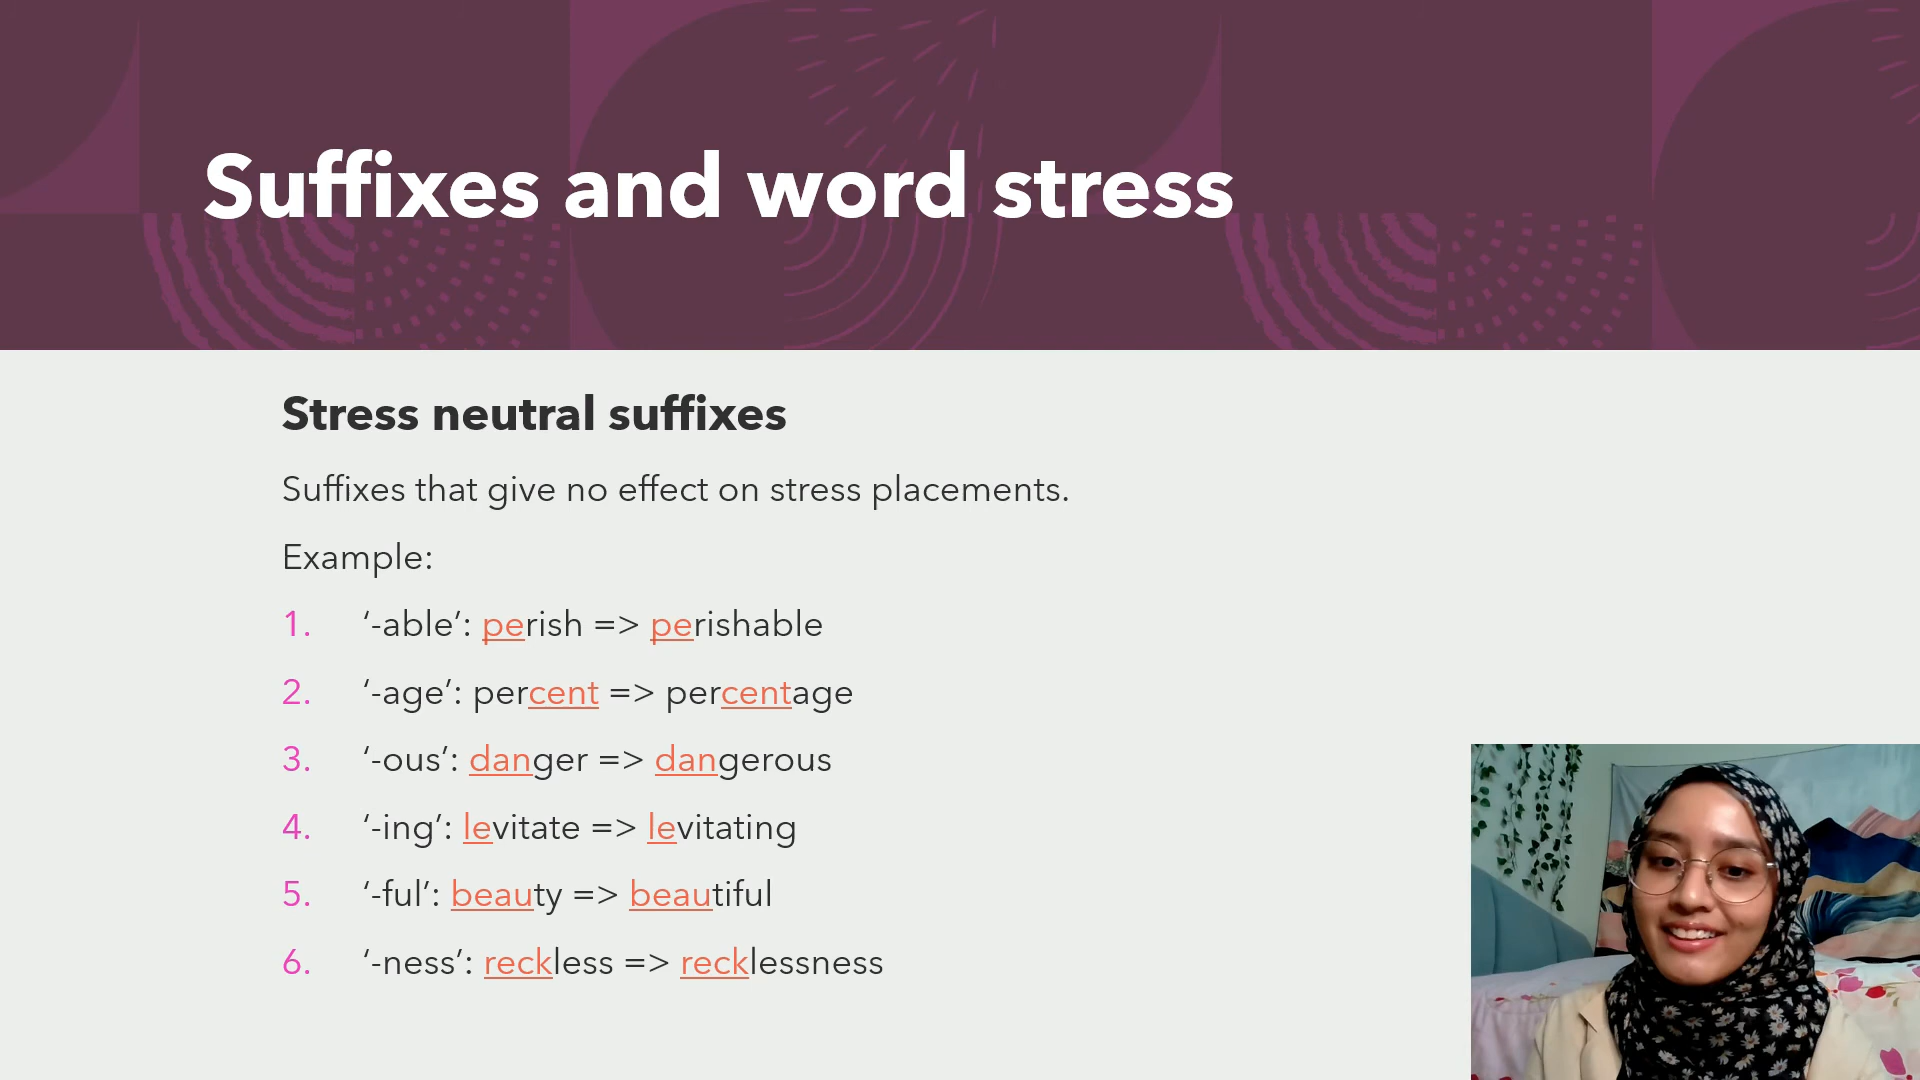 Suffixes and word stress
Stress neutral suffixes
Suffixes that give no effect on stress placements.
Example:
1. ‘-able’: perish => perishable
2. ‘-age’: percent => percentage
3. ‘-ous’: danger => dangerous
4. ‘-ing’: levitate => levitating
5. ‘-ful’: beauty => beautiful
6. ‘-ness’: reckless => recklessness